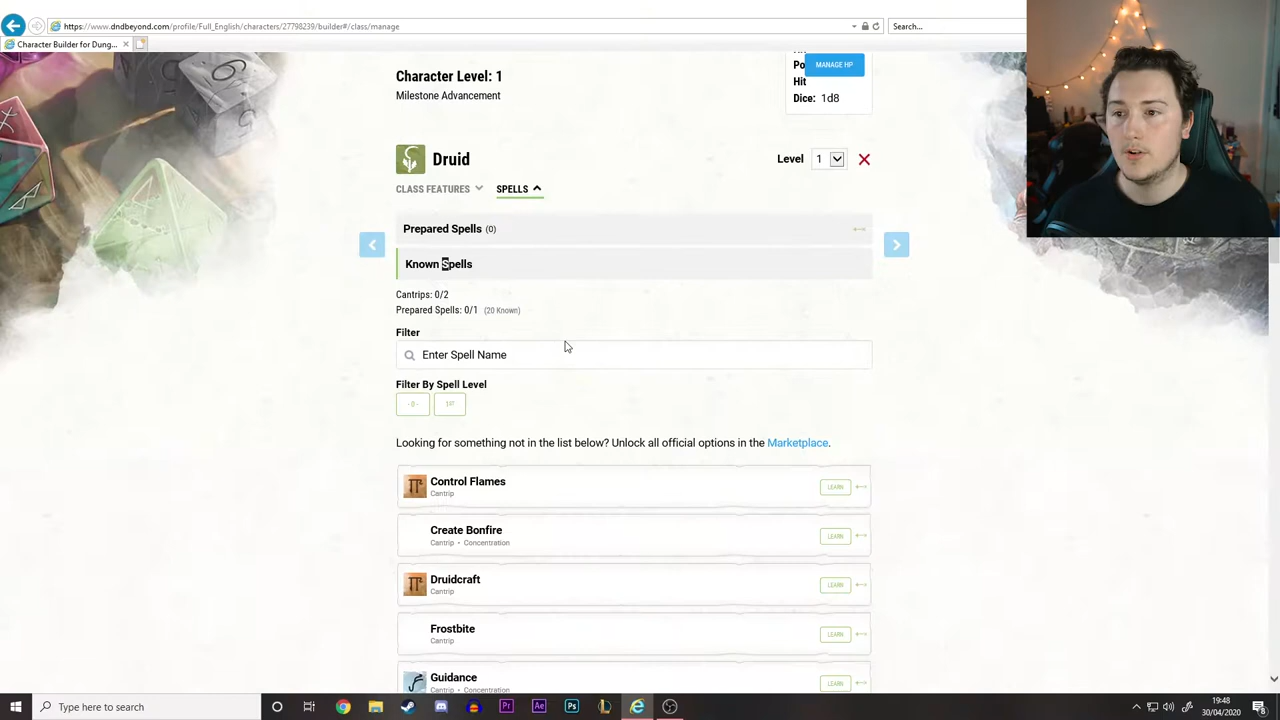 https://www.dndbeyond.com/profile/Full_English/characters/27798239/builder#/class/manage
Search...
Character Builder for Dung...
Character Level: 1
Milestone Advancement
MANAGE HP
Hit
Dice: 1d8
Druid
Level 1
CLASS FEATURES
SPELLS
Prepared Spells (0)
Known Spells
Cantrips: 0/2
Prepared Spells: 0/1 (20 Known)
Filter
Enter Spell Name
Filter By Spell Level
- 0 -
1ST
Looking for something not in the list below? Unlock all official options in the Marketplace.
Control Flames
Cantrip
LEARN
Create Bonfire
Cantrip • Concentration
LEARN
Druidcraft
Cantrip
LEARN
Frostbite
Cantrip
LEARN
Guidance
Cantrip • Concentration
LEARN
Type here to search
Pr
Ae
Ps
19:48
30/04/2020